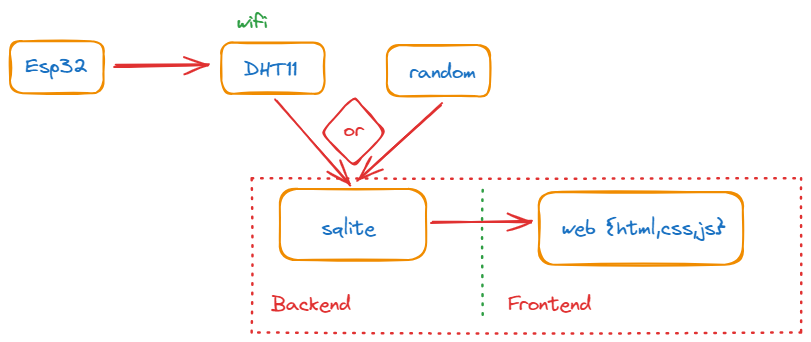 wifi
Esp32
DHT11
random
or
sqlite
web {html,css,js}
Backend
Frontend